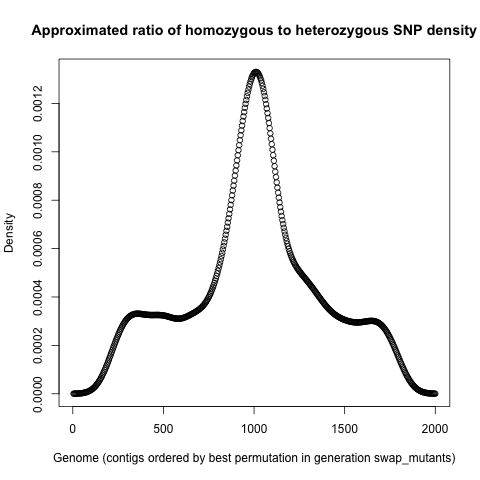 Approximated ratio of homozygous to heterozygous SNP density
0.0012
0.0010
0.0008
0.0006
0.0004
0.0002
0.0000
Density
0 500 1000 1500 2000
Genome (contigs ordered by best permutation in generation swap_mutants)